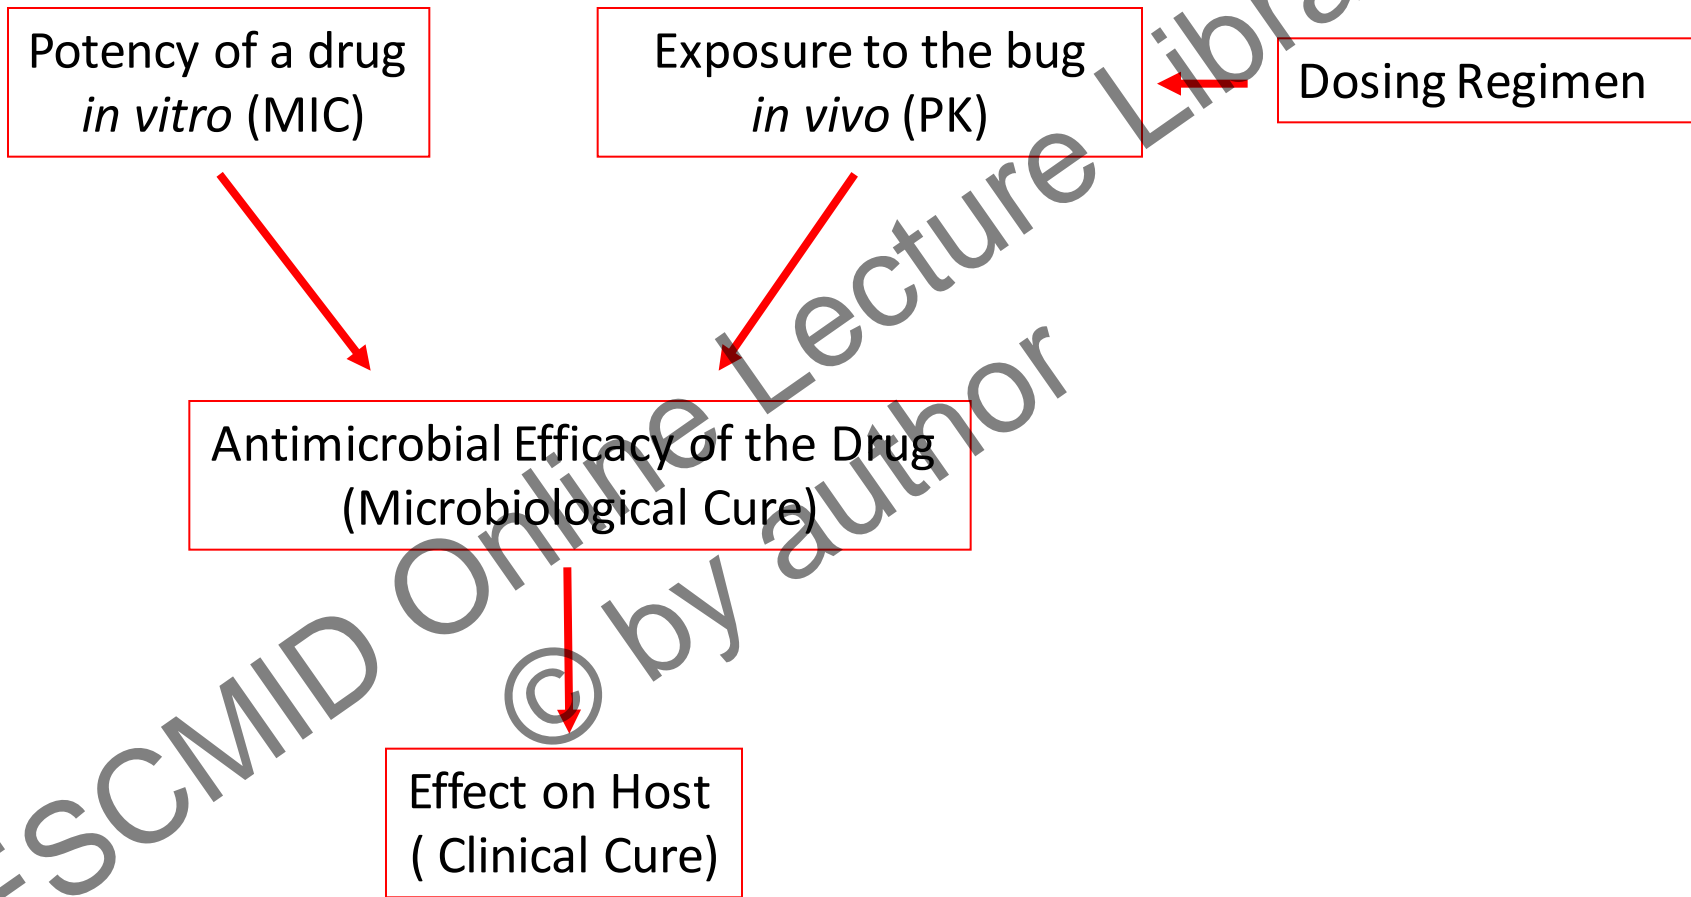 Potency of a drug
in vitro (MIC)
Exposure to the bug
in vivo (PK)
Dosing Regimen
Antimicrobial Efficacy of the Drug
(Microbiological Cure)
Effect on Host
( Clinical Cure)
ESCMID Online Lecture
© by author